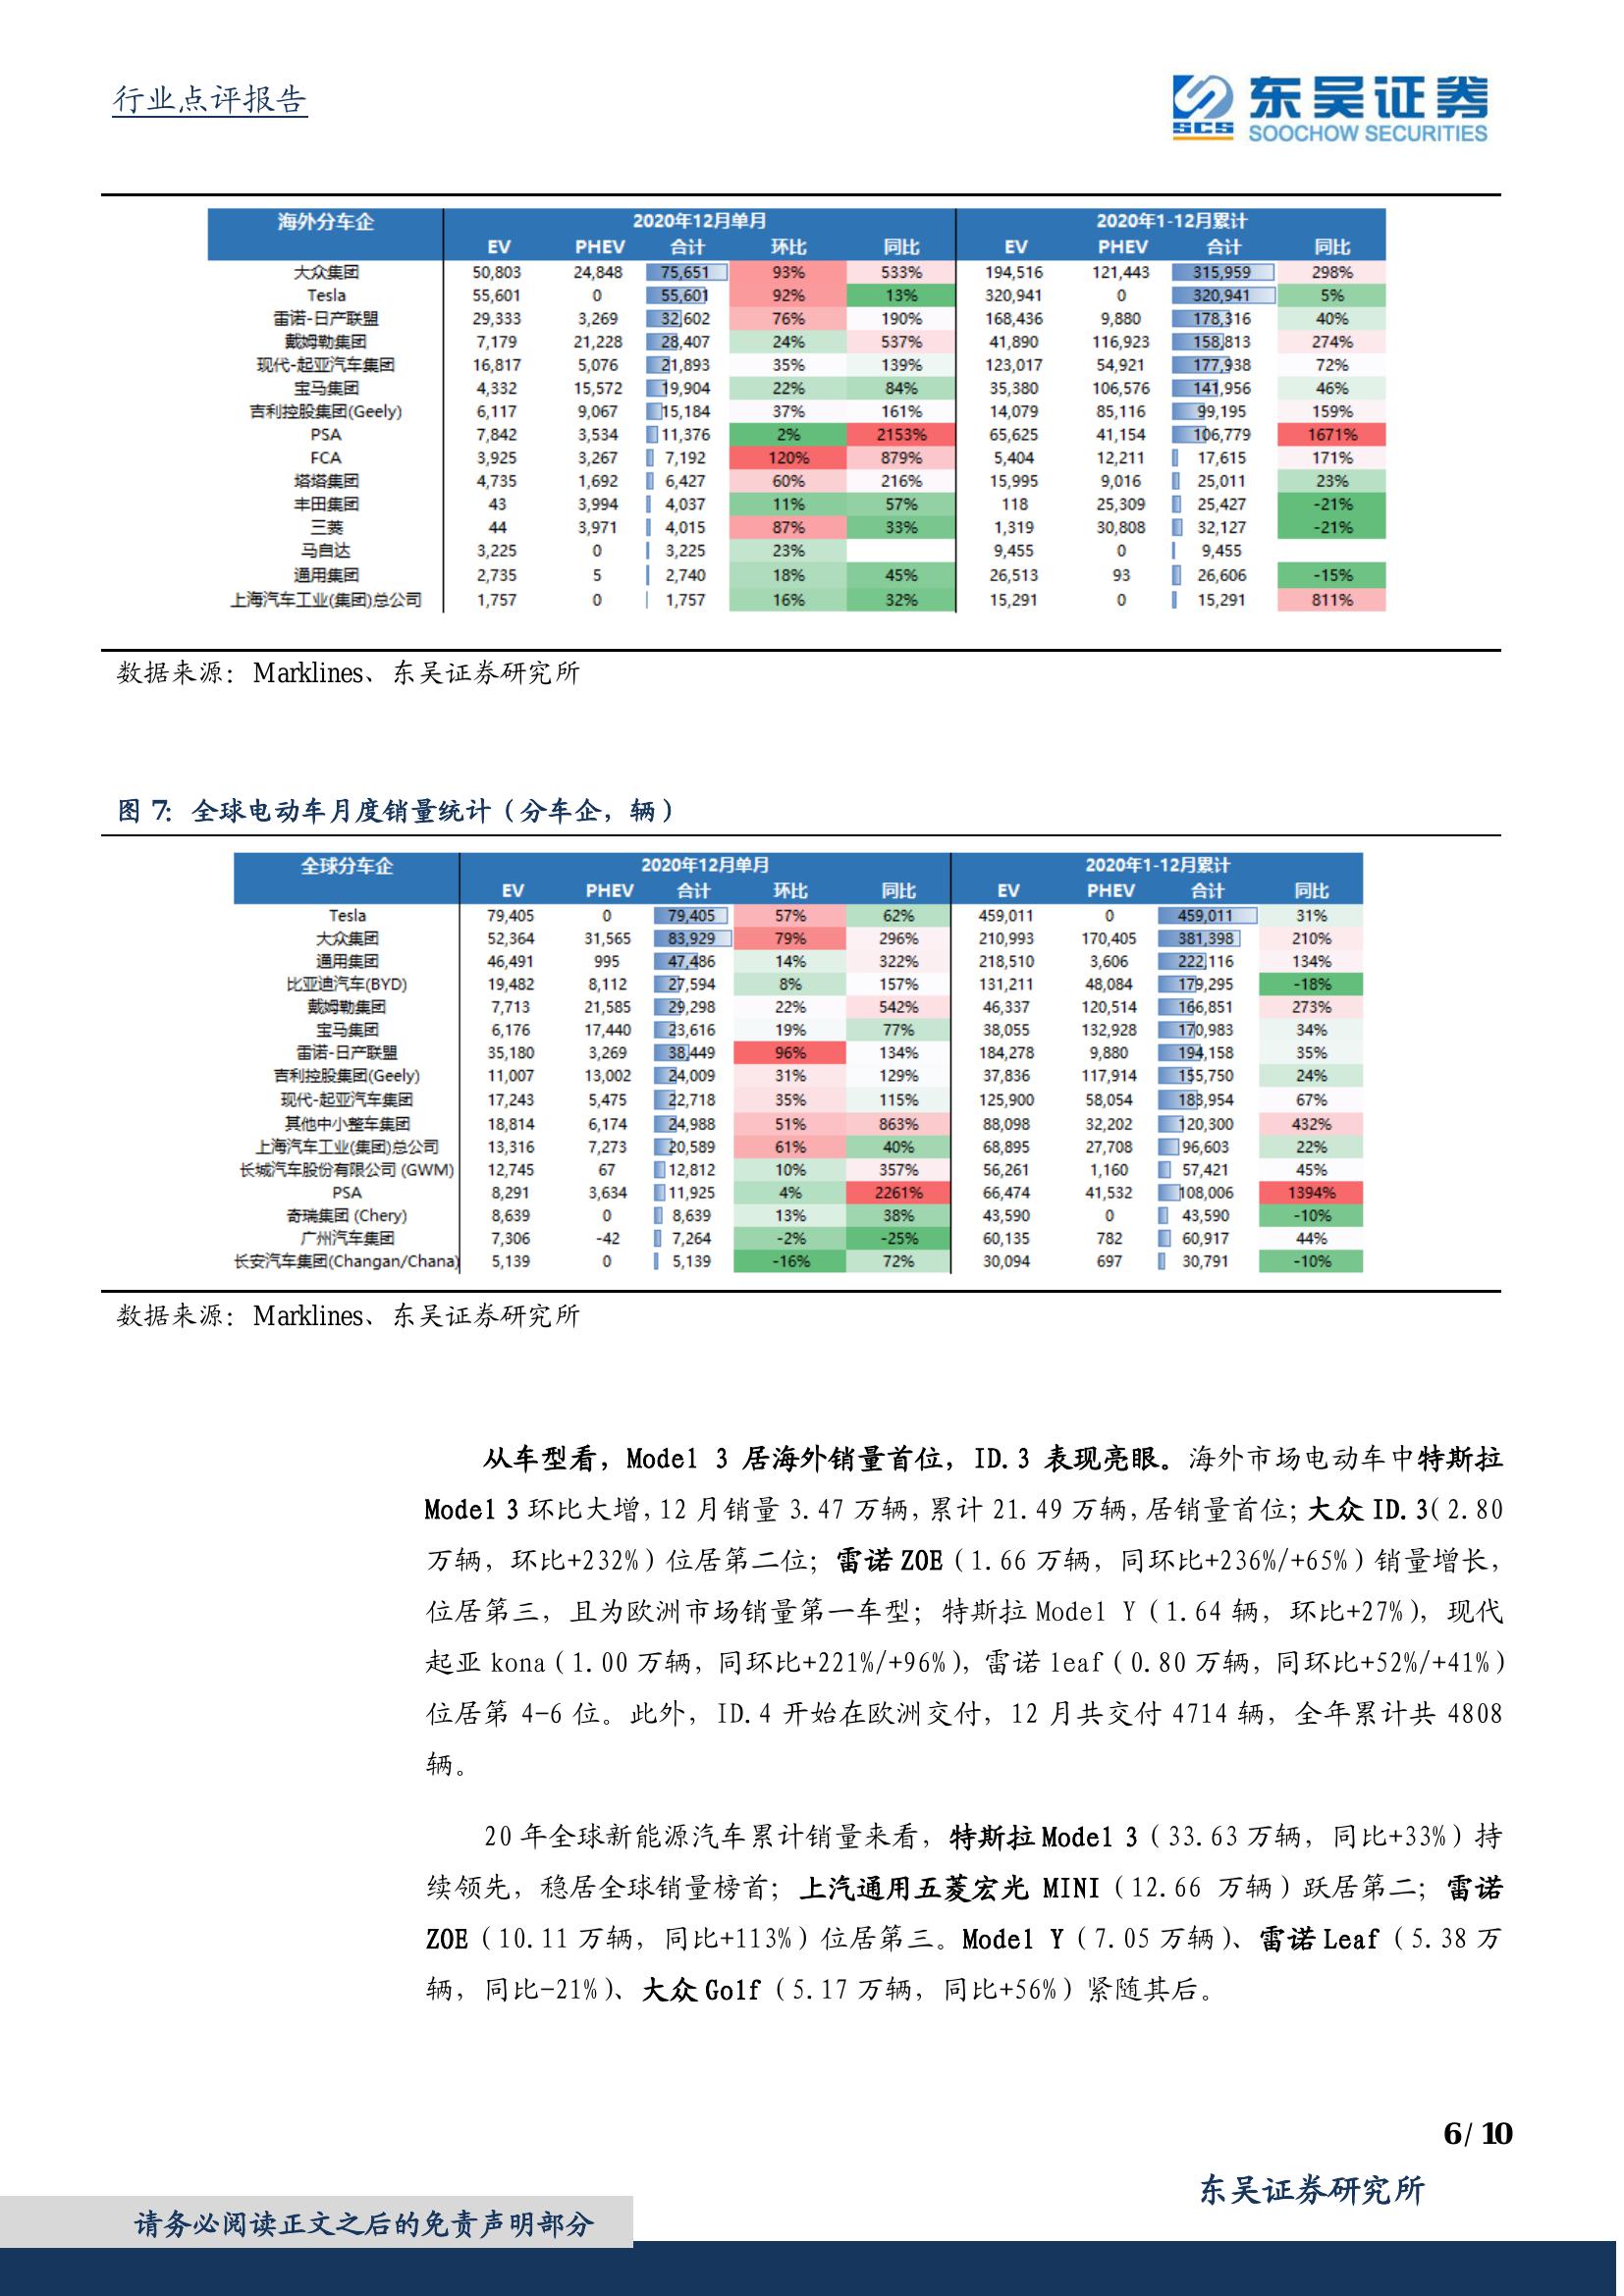 行业点评报告
SCS 东吴证券
SOOCHOW SECURITIES
海外分车企 2020年12月单月 2020年1-12月累计
EV PHEV 合计 环比 同比 EV PHEV 合计 同比
大众集团 50,803 24,848 75,651 93% 533% 194,516 121,443 315,959 298%
Tesla 55,601 0 55,601 92% 13% 320,941 0 320,941 5%
雷诺-日产联盟 29,333 3,269 32,602 76% 190% 168,436 9,880 178,316 40%
戴姆勒集团 7,179 21,228 28,407 24% 537% 41,890 116,923 158,813 274%
现代-起亚汽车集团 16,817 5,076 21,893 35% 139% 123,017 54,921 177,938 72%
宝马集团 4,332 15,572 19,904 22% 84% 35,380 106,576 141,956 46%
吉利控股集团(Geely) 6,117 9,067 15,184 37% 161% 14,079 85,116 99,195 159%
PSA 7,842 3,534 11,376 2% 2153% 65,625 41,154 106,779 1671%
FCA 3,925 3,267 7,192 120% 879% 5,404 12,211 17,615 171%
塔塔集团 4,735 1,692 6,427 60% 216% 15,995 9,016 25,011 23%
丰田集团 43 3,994 4,037 11% 57% 118 25,309 25,427 -21%
三菱 44 3,971 4,015 87% 33% 1,319 30,808 32,127 -21%
马自达 3,225 0 3,225 23% 9,455 0 9,455
通用集团 2,735 5 2,740 18% 45% 26,513 93 26,606 -15%
上海汽车工业(集团)总公司 1,757 0 1,757 16% 32% 15,291 0 15,291 811%
数据来源：Marklines、东吴证券研究所
图 7：全球电动车月度销量统计（分车企，辆）
全球分车企 2020年12月单月 2020年1-12月累计
EV PHEV 合计 环比 同比 EV PHEV 合计 同比
Tesla 79,405 0 79,405 57% 62% 459,011 0 459,011 31%
大众集团 52,364 31,565 83,929 79% 296% 210,993 170,405 381,398 210%
通用集团 46,491 995 47,486 14% 322% 218,510 3,606 222,116 134%
比亚迪汽车(BYD) 19,482 8,112 27,594 8% 157% 131,211 48,084 179,295 -18%
戴姆勒集团 7,713 21,585 29,298 22% 542% 46,337 120,514 166,851 273%
宝马集团 6,176 17,440 23,616 19% 77% 38,055 132,928 170,983 34%
雷诺-日产联盟 35,180 3,269 38,449 96% 134% 184,278 9,880 194,158 35%
吉利控股集团(Geely) 11,007 13,002 24,009 31% 129% 37,836 117,914 155,750 24%
现代-起亚汽车集团 17,243 5,475 22,718 35% 115% 125,900 58,054 183,954 67%
其他中小整车集团 18,814 6,174 24,988 51% 863% 88,098 32,202 120,300 432%
上海汽车工业(集团)总公司 13,316 7,273 20,589 61% 40% 68,895 27,708 96,603 22%
长城汽车股份有限公司 (GWM) 12,745 67 12,812 10% 357% 56,261 1,160 57,421 45%
PSA 8,291 3,634 11,925 4% 2261% 66,474 41,532 108,006 1394%
奇瑞集团 (Chery) 8,639 0 8,639 13% 38% 43,590 0 43,590 -10%
广州汽车集团 7,306 -42 7,264 -2% -25% 60,135 782 60,917 44%
长安汽车集团(Changan/Chana) 5,139 0 5,139 -16% 72% 30,094 697 30,791 -10%
数据来源：Marklines、东吴证券研究所
从车型看，Model 3 居海外销量首位，ID.3 表现亮眼。海外市场电动车中特斯拉
Model 3 环比大增，12 月销量 3.47 万辆，累计 21.49 万辆，居销量首位；大众 ID.3（2.80
万辆，环比+232%）位居第二位；雷诺 ZOE（1.66 万辆，同环比+236%/+65%）销量增长，
位居第三，且为欧洲市场销量第一车型；特斯拉 Model Y（1.64 辆，环比+27%），现代
起亚 kona（1.00 万辆，同环比+221%/+96%），雷诺 leaf（0.80 万辆，同环比+52%/+41%）
位居第 4-6 位。此外，ID.4 开始在欧洲交付，12 月共交付 4714 辆，全年累计共 4808
辆。
20 年全球新能源汽车累计销量来看，特斯拉 Model 3（33.63 万辆，同比+33%）持
续领先，稳居全球销量榜首；上汽通用五菱宏光 MINI（12.66 万辆）跃居第二；雷诺
ZOE（10.11 万辆，同比+113%）位居第三。Model Y（7.05 万辆）、雷诺 Leaf（5.38 万
辆，同比-21%）、大众 Golf（5.17 万辆，同比+56%）紧随其后。
6 / 10
东吴证券研究所
请务必阅读正文之后的免责声明部分